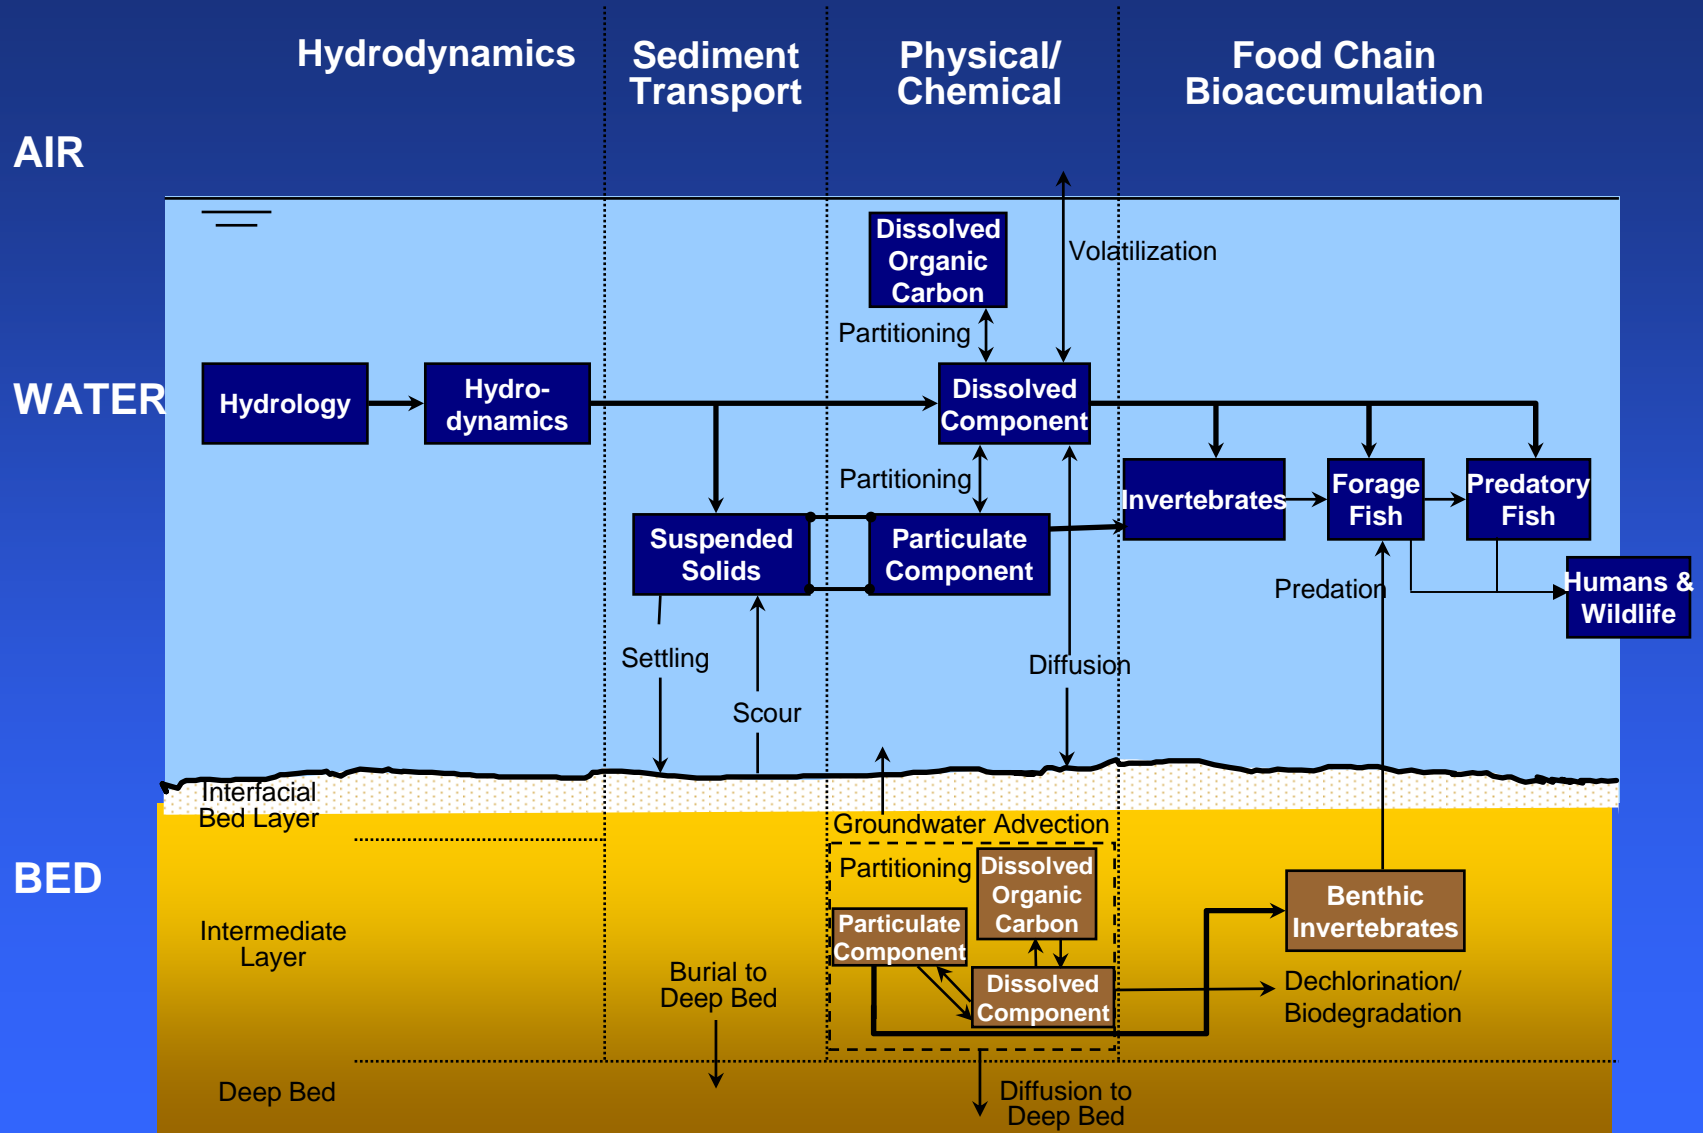 Hydrodynamics
Sediment
Transport
Physical/
Chemical
Food Chain
Bioaccumulation
AIR
Dissolved
Organic
Carbon
Volatilization
Partitioning
WATER
Hydrology
Hydro-
dynamics
Dissolved
Component
Partitioning
Invertebrates
Forage
Fish
Predatory
Fish
Suspended
Solids
Particulate
Component
Predation
Humans &
Wildlife
Settling
Diffusion
Scour
Interfacial
Bed Layer
Groundwater Advection
BED
Partitioning
Dissolved
Organic
Carbon
Particulate
Component
Benthic
Invertebrates
Intermediate
Layer
Burial to
Deep Bed
Dissolved
Component
Dechlorination/
Biodegradation
Deep Bed
Diffusion to
Deep Bed